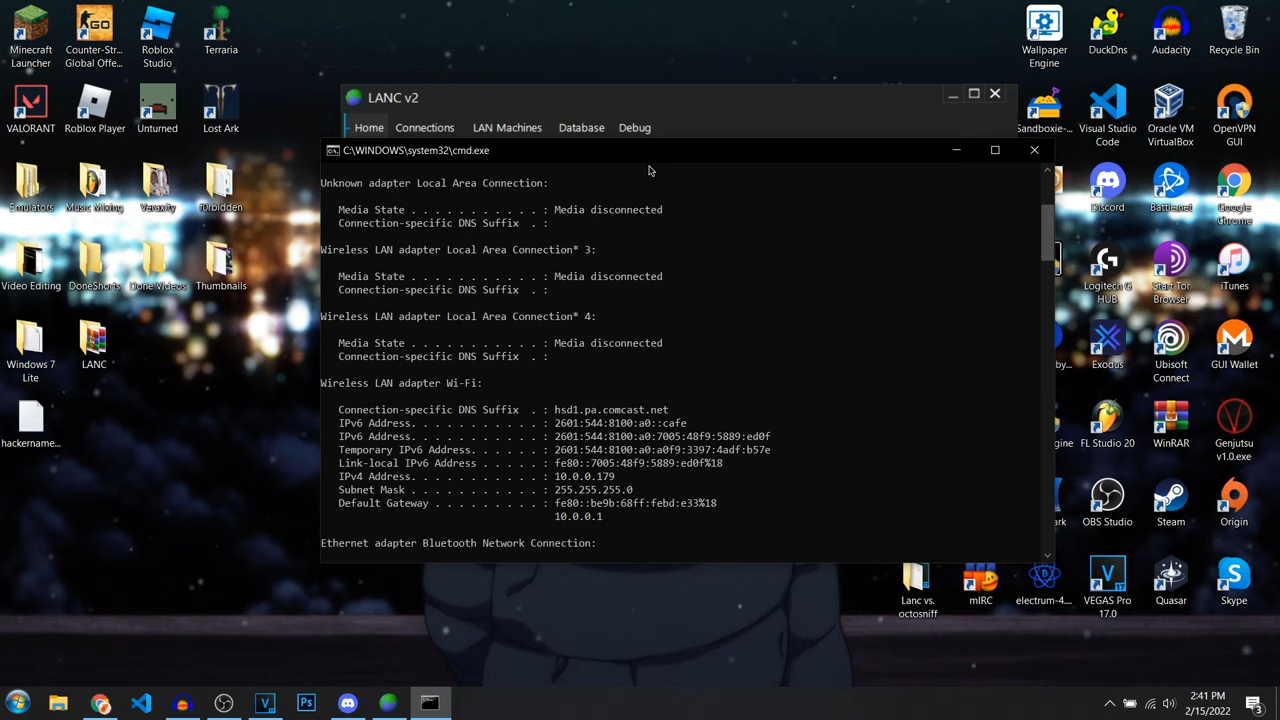 Minecraft
Launcher
Counter-Str...
Global Offe...
Roblox
Studio
Terraria
VALORANT
Roblox Player
Unturned
Lost Ark
Emulators
Music Mixing
Veraxity
f0rbidden
Video Editing
DoneShorts
Done Videos
Thumbnails
Windows 7
Lite
LANC
hackername...
LANC v2
Home
Connections
LAN Machines
Database
Debug
C:\WINDOWS\system32\cmd.exe
Unknown adapter Local Area Connection:
Media State . . . . . . . . . . . : Media disconnected
Connection-specific DNS Suffix . :
Wireless LAN adapter Local Area Connection* 3:
Media State . . . . . . . . . . . : Media disconnected
Connection-specific DNS Suffix . :
Wireless LAN adapter Local Area Connection* 4:
Media State . . . . . . . . . . . : Media disconnected
Connection-specific DNS Suffix . :
Wireless LAN adapter Wi-Fi:
Connection-specific DNS Suffix . : hsd1.pa.comcast.net
IPv6 Address. . . . . . . . . . . : 2601:544:8100:a0::cafe
IPv6 Address. . . . . . . . . . . : 2601:544:8100:a0:7005:48f9:5889:ed0f
Temporary IPv6 Address. . . . . . : 2601:544:8100:a0:a0f9:3397:4adf:b57e
Link-local IPv6 Address . . . . . : fe80::7005:48f9:5889:ed0f%18
IPv4 Address. . . . . . . . . . . : 10.0.0.179
Subnet Mask . . . . . . . . . . . : 255.255.255.0
Default Gateway . . . . . . . . . : fe80::be9b:68ff:febd:e33%18
10.0.0.1
Ethernet adapter Bluetooth Network Connection:
Wallpaper
Engine
DuckDns
Audacity
Recycle Bin
Sandboxie-...
Visual Studio
Code
Oracle VM
VirtualBox
OpenVPN
GUI
Discord
Battle.net
Google
Chrome
Logitech G
HUB
Start Tor
Browser
iTunes
by...
Exodus
Ubisoft
Connect
GUI Wallet
gine
FL Studio 20
WinRAR
Genjutsu
v1.0.exe
ark
OBS Studio
Steam
Origin
Lanc vs.
octosniff
mIRC
electrum-4....
VEGAS Pro
17.0
Quasar
Skype
2:41 PM
2/15/2022
3